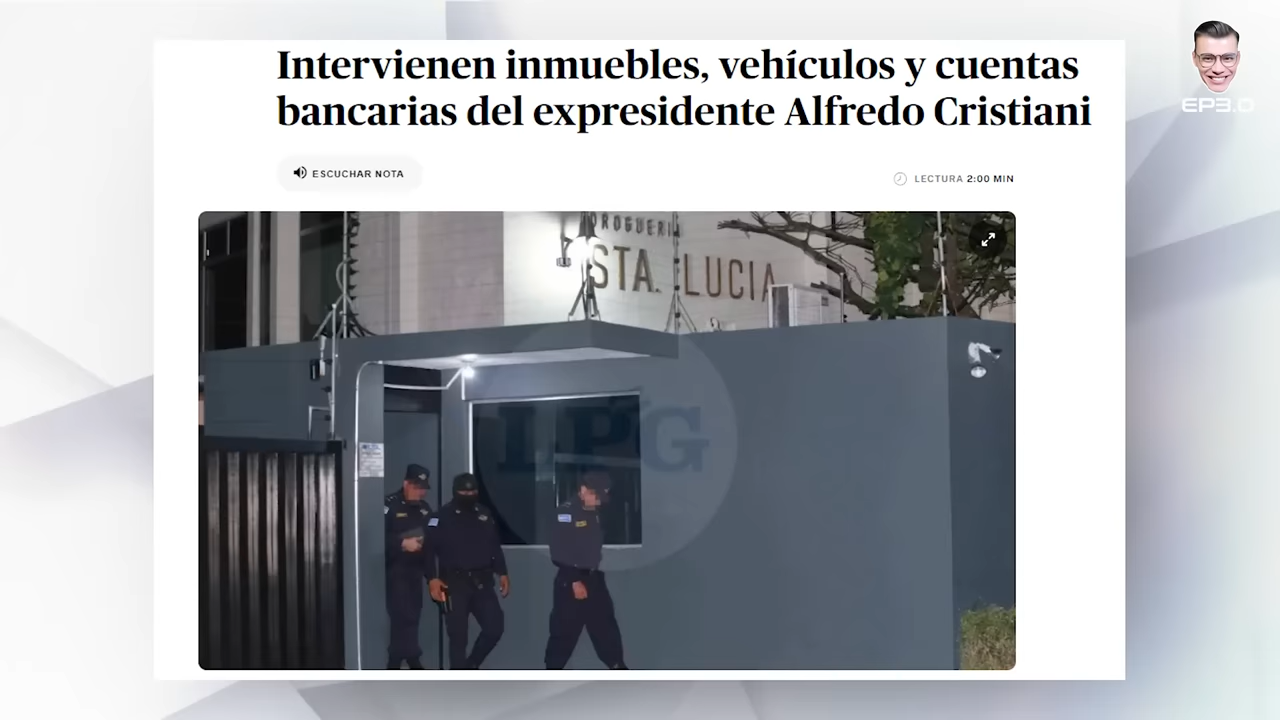 Intervienen inmuebles, vehículos y cuentas
bancarias del expresidente Alfredo Cristiani
EP3.0
ESCUCHAR NOTA
LECTURA 2:00 MIN
DROGUERIA
STA. LUCIA
LPG